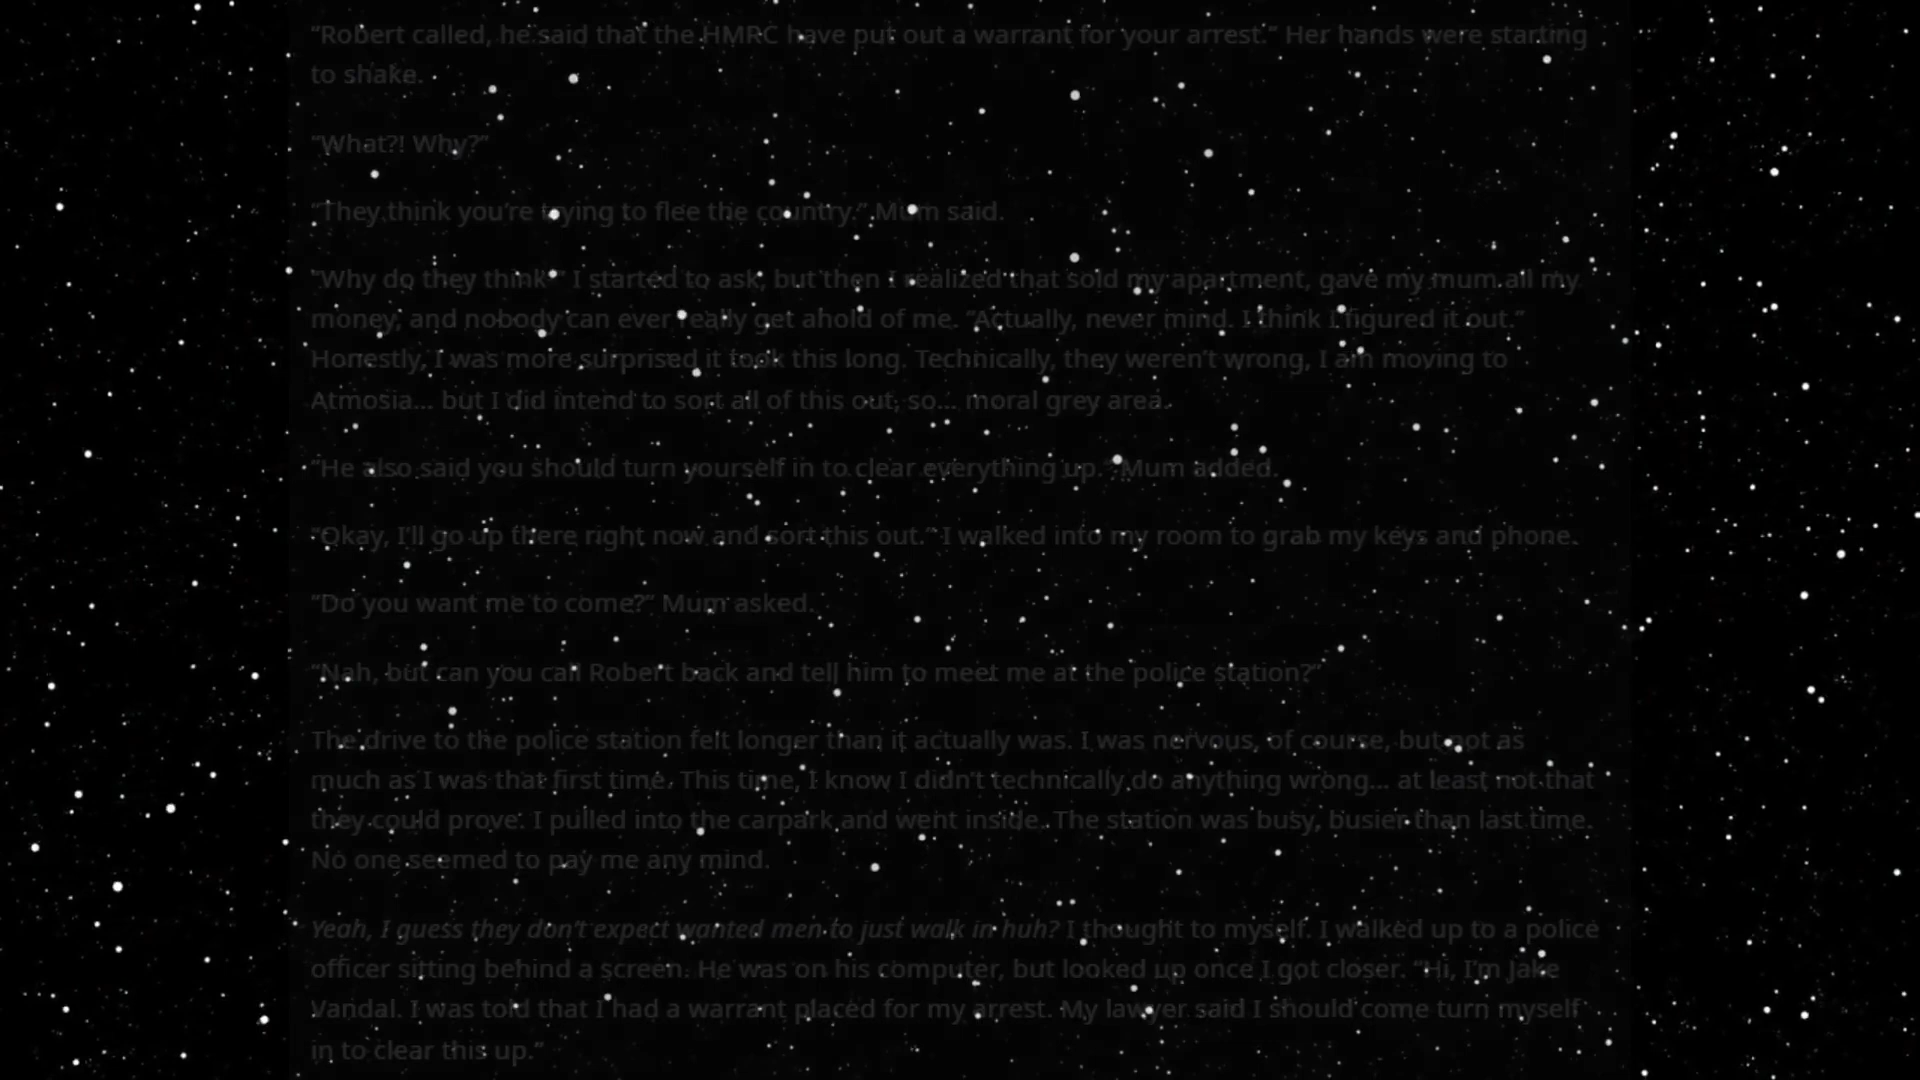 “Robert called, he said that the HMRC have put out a warrant for your arrest.” Her hands were starting
to shake.
“What?! Why?”
“They think you’re trying to flee the country.” Mum said.
“Why do they think-” I started to ask, but then I realized that sold my apartment, gave my mum all my
money, and nobody can ever really get ahold of me. “Actually, never mind. I think I figured it out.”
Honestly, I was more surprised it took this long. Technically, they weren’t wrong, I am moving to
Atmosia... but I did intend to sort all of this out, so... moral grey area.
“He also said you should turn yourself in to clear everything up.” Mum added.
“Okay, I’ll go up there right now and sort this out.” I walked into my room to grab my keys and phone.
“Do you want me to come?” Mum asked.
“Nah, but can you call Robert back and tell him to meet me at the police station?”
The drive to the police station felt longer than it actually was. I was nervous, of course, but not as
much as I was that first time. This time, I know I didn’t technically do anything wrong... at least not that
they could prove. I pulled into the carpark and went inside. The station was busy, busier than last time.
No one seemed to pay me any mind.
Yeah, I guess they don’t expect wanted men to just walk in huh? I thought to myself. I walked up to a police
officer sitting behind a screen. He was on his computer, but looked up once I got closer. “Hi, I’m Jake
Vandal. I was told that I had a warrant placed for my arrest. My lawyer said I should come turn myself
in to clear this up.”